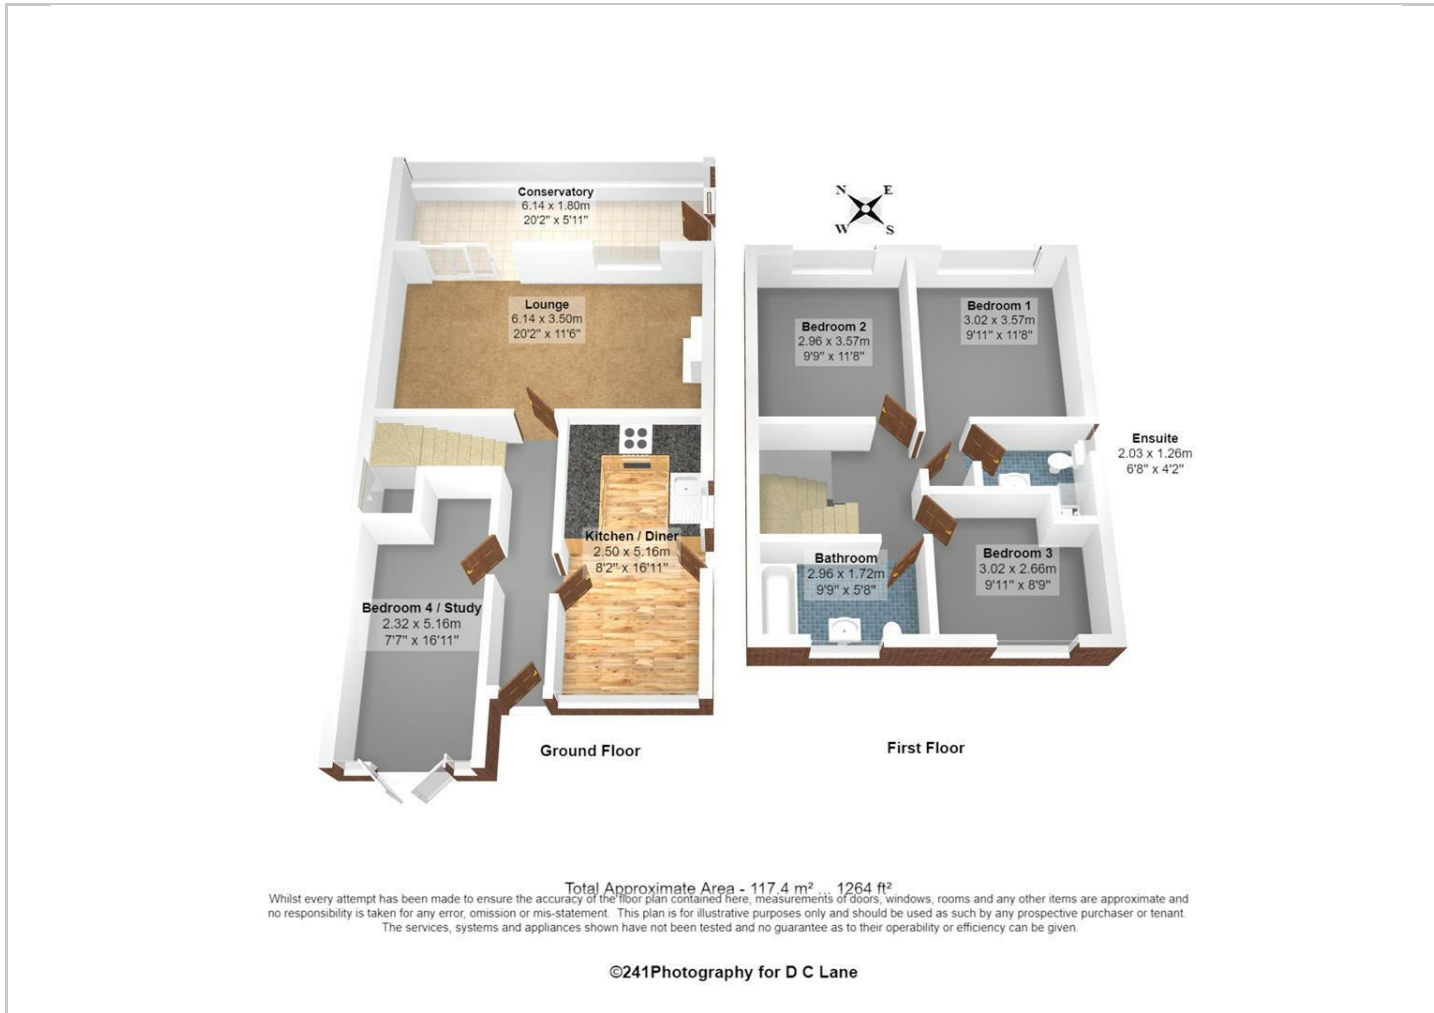 Conservatory
6.14 x 1.80m
20'2" x 5'11"
Lounge
6.14 x 3.50m
20'2" x 11'6"
Kitchen / Diner
2.50 x 5.16m
8'2" x 16'11"
Bedroom 4 / Study
2.32 x 5.16m
7'7" x 16'11"
Ground Floor
N E
W S
Bedroom 2
2.96 x 3.57m
9'9" x 11'8"
Bedroom 1
3.02 x 3.57m
9'11" x 11'8"
Ensuite
2.03 x 1.26m
6'8" x 4'2"
Bathroom
2.96 x 1.72m
9'9" x 5'8"
Bedroom 3
3.02 x 2.66m
9'11" x 8'9"
First Floor
Total Approximate Area - 117.4 m² ... 1264 ft²
Whilst every attempt has been made to ensure the accuracy of the floor plan contained here, measurements of doors, windows, rooms and any other items are approximate and
no responsibility is taken for any error, omission or mis-statement. This plan is for illustrative purposes only and should be used as such by any prospective purchaser or tenant.
The services, systems and appliances shown have not been tested and no guarantee as to their operability or efficiency can be given.
©241Photography for D C Lane